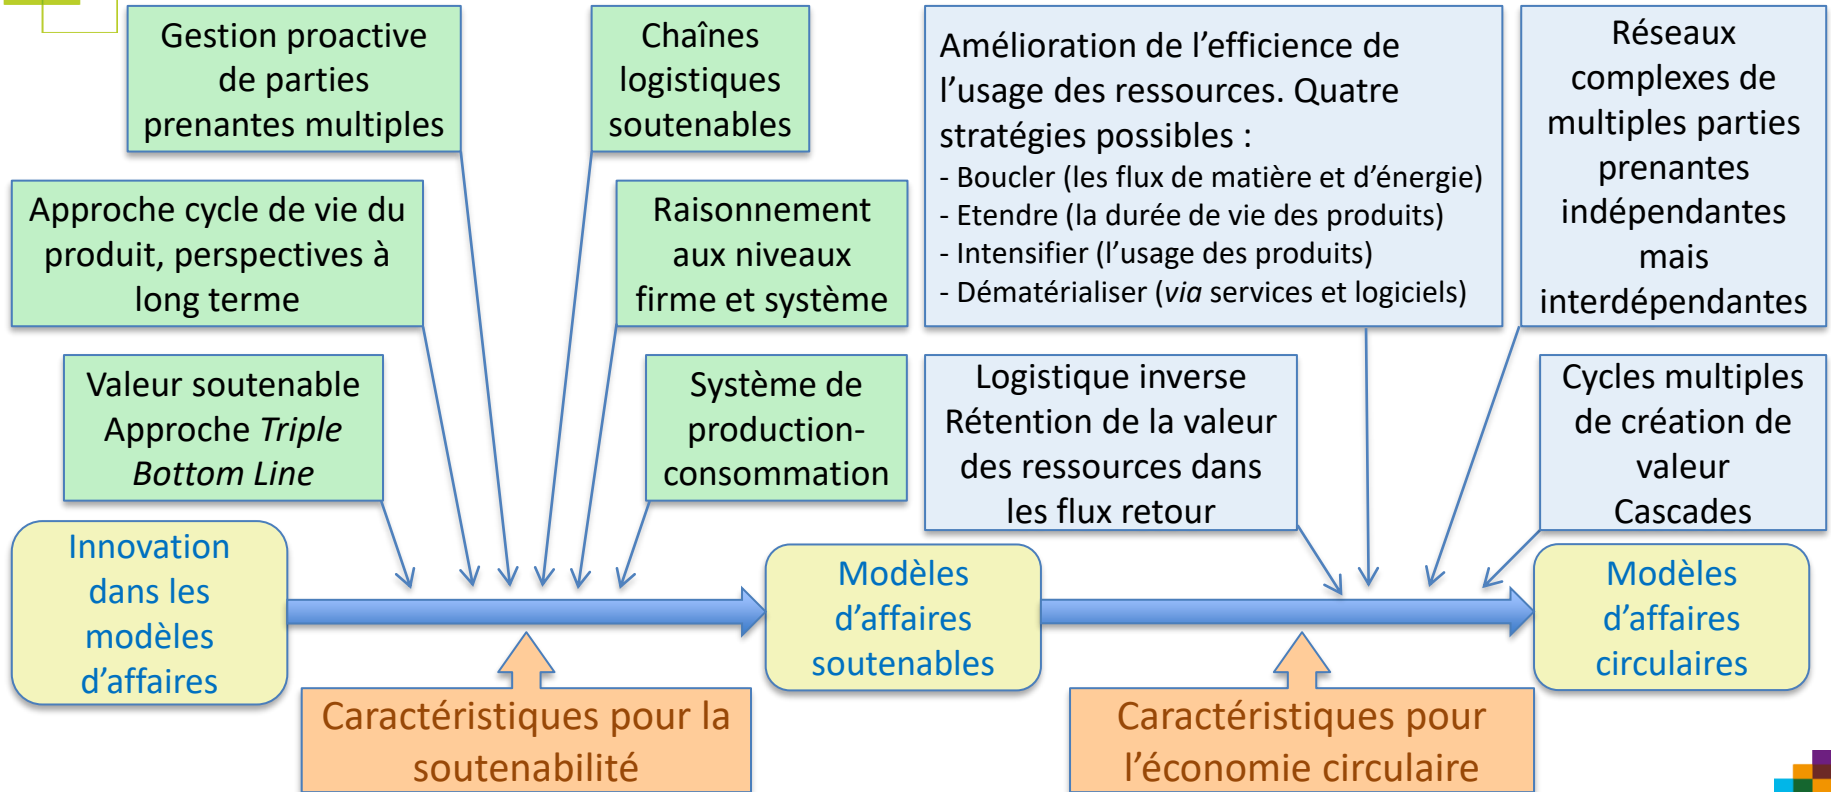 Gestion proactive
de parties
prenantes multiples
Chaînes
logistiques
soutenables
Amélioration de l’efficience de
l’usage des ressources. Quatre
stratégies possibles :
- Boucler (les flux de matière et d’énergie)
- Etendre (la durée de vie des produits)
- Intensifier (l’usage des produits)
- Dématérialiser (via services et logiciels)
Réseaux
complexes de
multiples parties
prenantes
indépendantes
mais
interdépendantes
Approche cycle de vie du
produit, perspectives à
long terme
Raisonnement
aux niveaux
firme et système
Valeur soutenable
Approche Triple
Bottom Line
Système de
production-
consommation
Logistique inverse
Rétention de la valeur
des ressources dans
les flux retour
Cycles multiples
de création de
valeur
Cascades
Innovation
dans les
modèles
d’affaires
Modèles
d’affaires
soutenables
Modèles
d’affaires
circulaires
Caractéristiques pour la
soutenabilité
Caractéristiques pour
l’économie circulaire